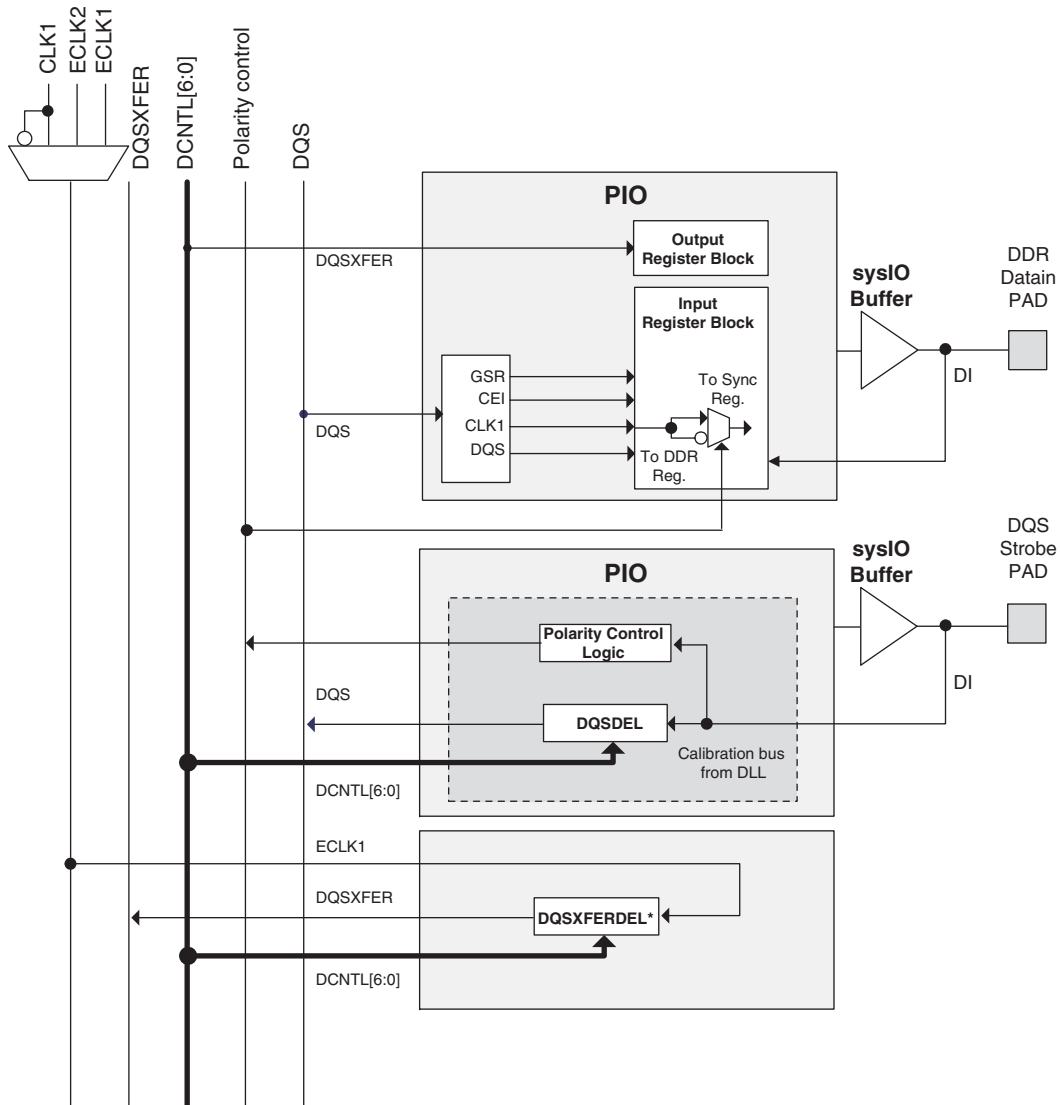 CLK1
ECLK2
ECLK1
DQSXFER
DCNTL[6:0]
Polarity control
DQS
PIO
DQSXFER
Output
Register Block
Input
Register Block
sysIO
Buffer
DDR
Datain
PAD
GSR
CEI
CLK1
DQS
To Sync
Reg.
To DDR
Reg.
DQS
DI
PIO
sysIO
Buffer
DQS
Strobe
PAD
Polarity Control
Logic
DQS
DQSDEL
DI
Calibration bus
from DLL
DCNTL[6:0]
ECLK1
DQSXFER
DQSXFERDEL*
DCNTL[6:0]